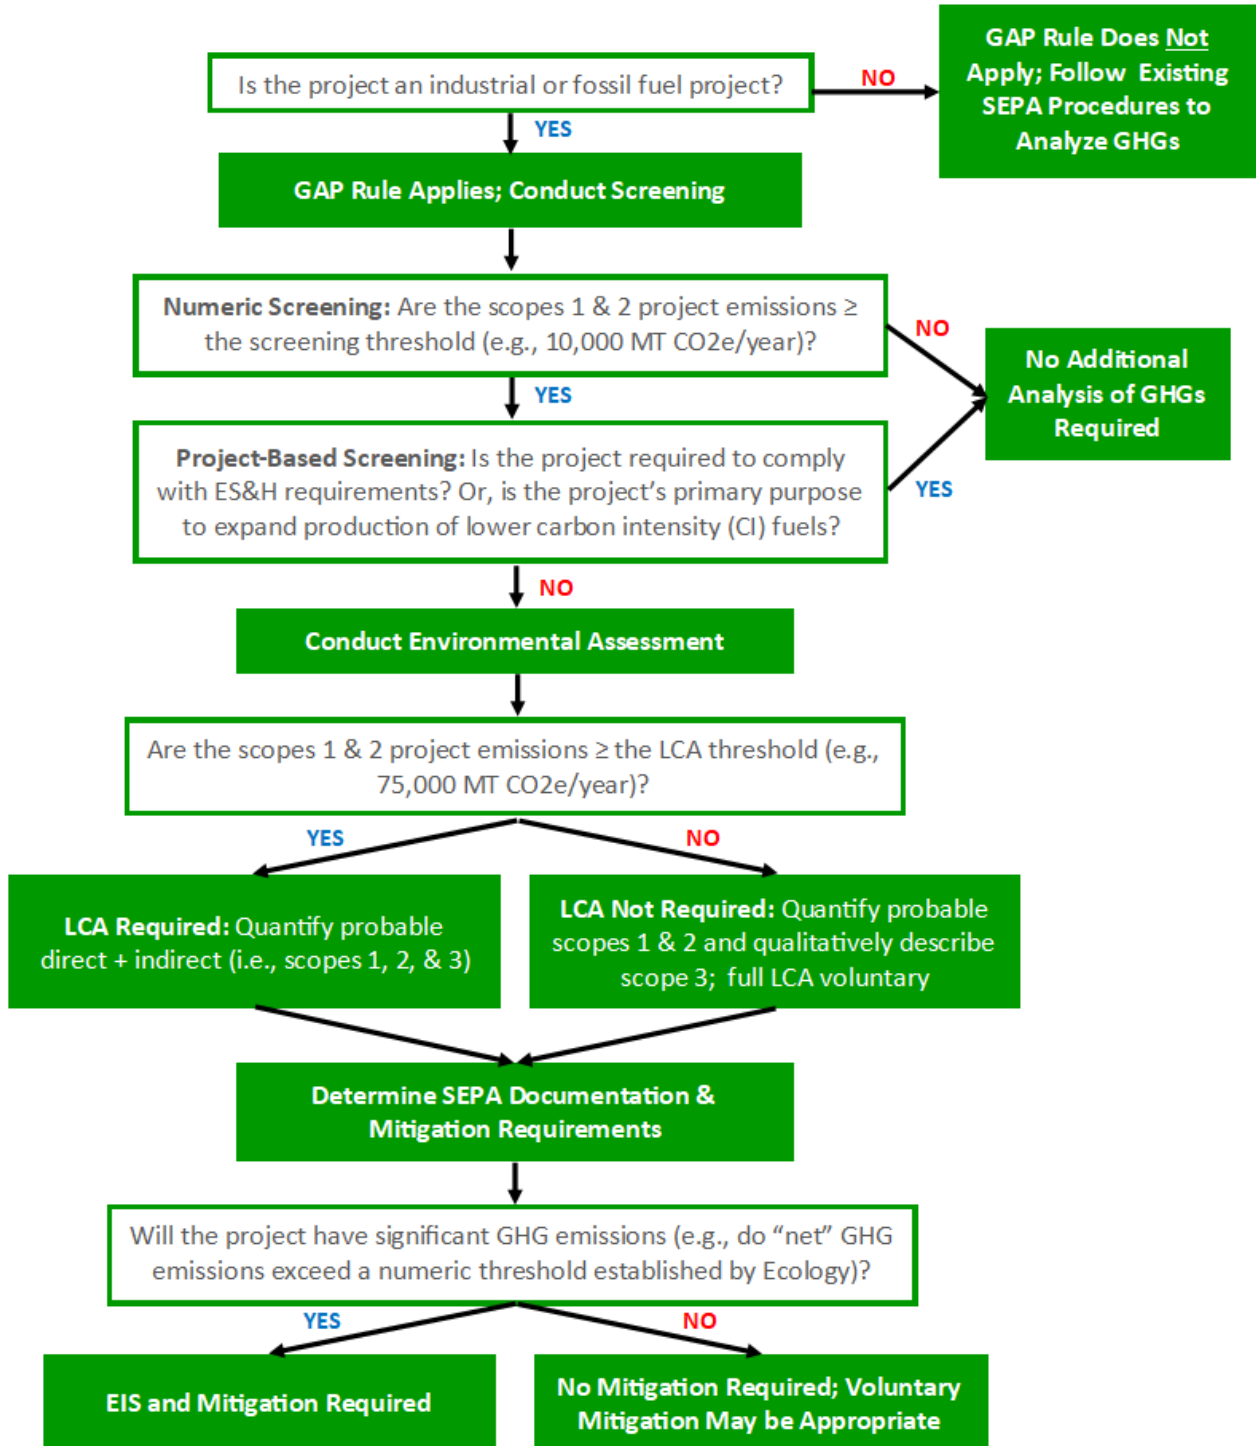 GAP Rule Does Not
Apply; Follow Existing
SEPA Procedures to
Analyze GHGs
Is the project an industrial or fossil fuel project?
NO
YES
GAP Rule Applies; Conduct Screening
Numeric Screening: Are the scopes 1 & 2 project emissions ≥
the screening threshold (e.g., 10,000 MT CO2e/year)?
NO
YES
No Additional
Analysis of GHGs
Required
Project-Based Screening: Is the project required to comply
with ES&H requirements? Or, is the project's primary purpose
to expand production of lower carbon intensity (CI) fuels?
YES
NO
Conduct Environmental Assessment
Are the scopes 1 & 2 project emissions ≥ the LCA threshold (e.g.,
75,000 MT CO2e/year)?
YES
NO
LCA Required: Quantify probable
direct + indirect (i.e., scopes 1, 2, & 3)
LCA Not Required: Quantify probable
scopes 1 & 2 and qualitatively describe
scope 3; full LCA voluntary
Determine SEPA Documentation &
Mitigation Requirements
Will the project have significant GHG emissions (e.g., do “net” GHG
emissions exceed a numeric threshold established by Ecology)?
YES
NO
EIS and Mitigation Required
No Mitigation Required; Voluntary
Mitigation May be Appropriate